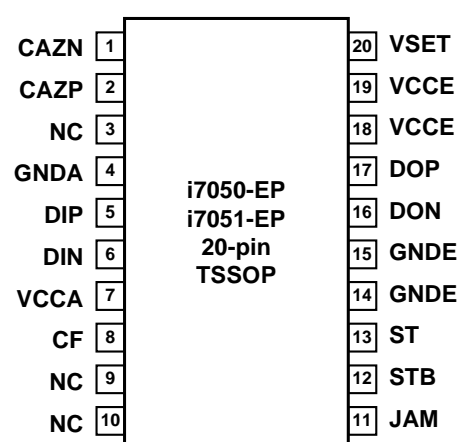 CAZN 1
CAZP 2
NC 3
GNDA 4
DIP 5
DIN 6
VCCA 7
CF 8
NC 9
NC 10
i7050-EP
i7051-EP
20-pin
TSSOP
20 VSET
19 VCCE
18 VCCE
17 DOP
16 DON
15 GNDE
14 GNDE
13 ST
12 STB
11 JAM